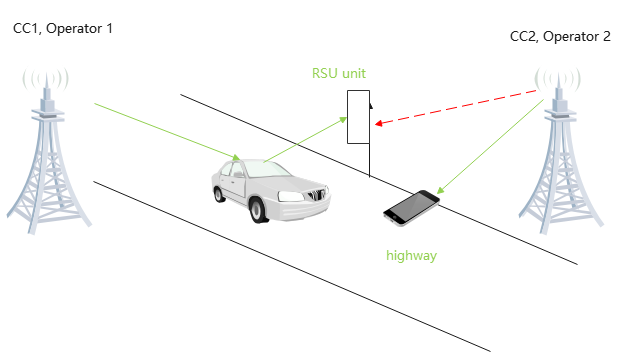 CC1, Operator 1
CC2, Operator 2
RSU unit
highway